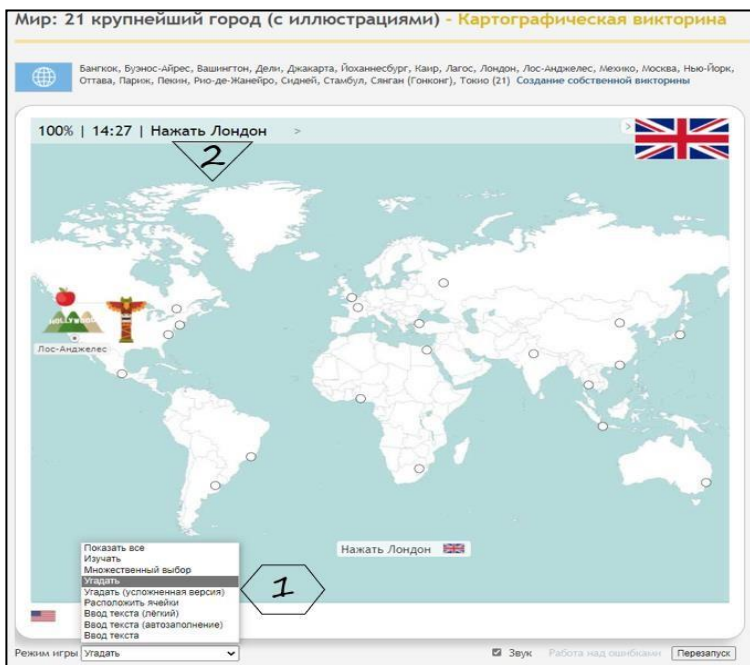 Мир: 21 крупнейший город (с иллюстрациями) - Картографическая викторина
Бангкок, Буэнос-Айрес, Вашингтон, Дели, Джакарта, Йоханнесбург, Каир, Лагос, Лондон, Лос-Анджелес, Мехико, Москва, Нью-Йорк,
Оттава, Париж, Пекин, Рио-де-Жанейро, Сидней, Стамбул, Сянган (Гонконг), Токио (21) Создание собственной викторины
100% | 14:27 | Нажать Лондон >
>
2
HOLLYWOOD
Лос-Анджелес
Нажать Лондон
Показать все
Изучать
Множественный выбор
Угадать
Угадать (усложненная версия)
Расположить ячейки
Ввод текста (лёгкий)
Ввод текста (автозаполнение)
Ввод текста
1
Режим игры Угадать
Звук Работа над ошибками Перезапуск